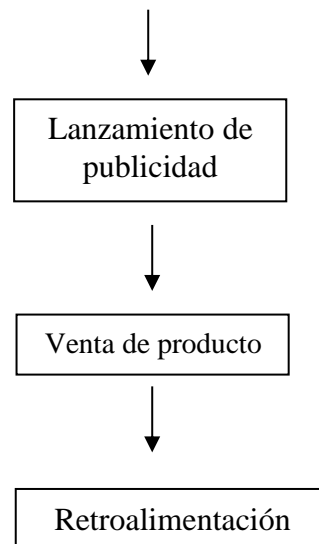 Lanzamiento de
publicidad
Venta de producto
Retroalimentación